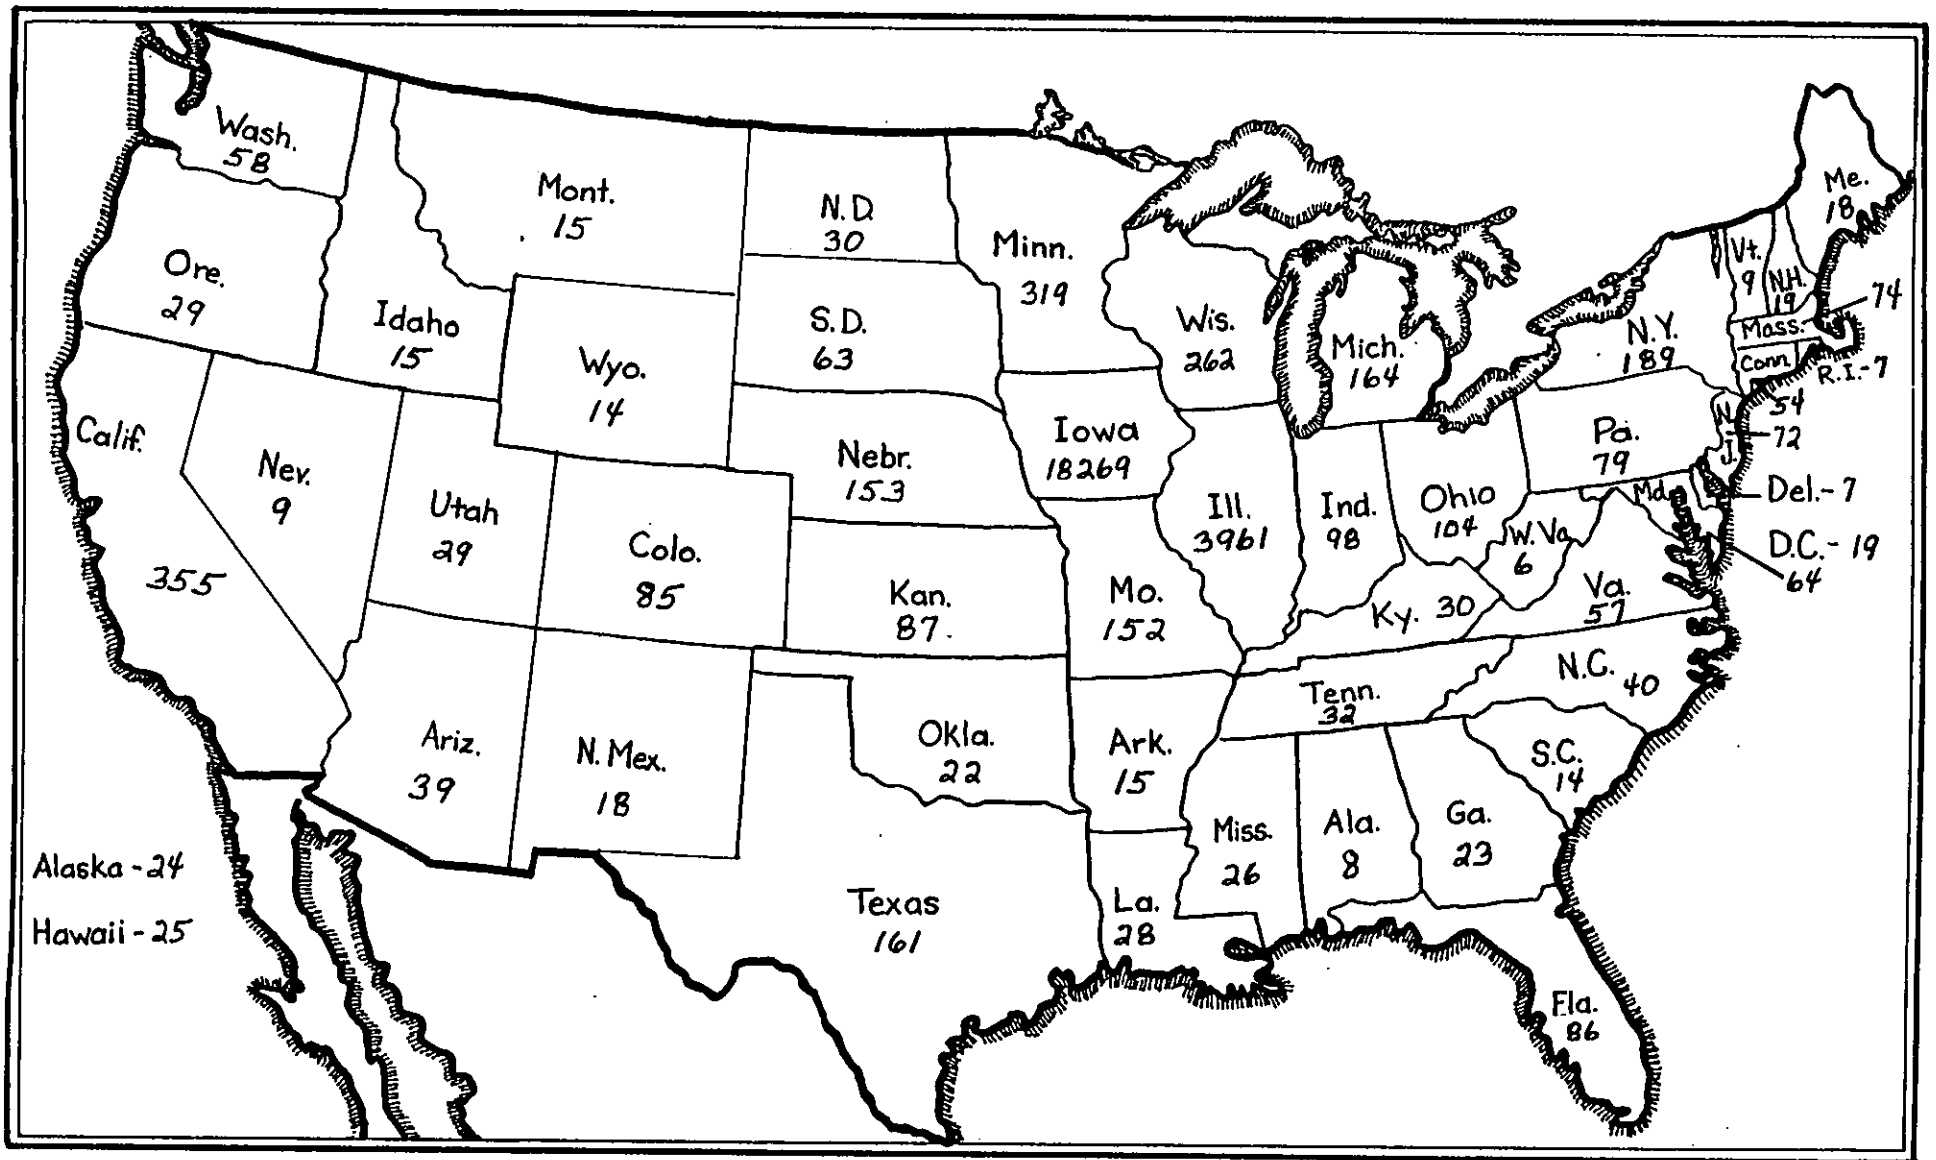 Wash.
58
Ore.
29
Calif.
355
Nev.
9
Idaho
15
Mont.
15
Wyo.
14
Utah
29
Colo.
85
Ariz.
39
N. Mex.
18
N.D.
30
S.D.
63
Nebr.
153
Kan.
87
Okla.
22
Texas
161
Minn.
319
Iowa
18269
Mo.
152
Ark.
15
La.
28
Wis.
262
Ill.
3961
Mich.
164
Ind.
98
Ohio
104
Ky. 30
Tenn.
32
Miss.
26
Ala.
8
Ga.
23
Fla.
86
S.C.
14
N.C.
40
Va.
57
W.Va.
6
Md.
64
D.C.- 19
Del.- 7
Pa.
79
N.J.
72
N.Y.
189
Conn.
54
R.I.-7
Mass.
74
Vt.
9
N.H.
19
Me.
18
Alaska - 24
Hawaii - 25